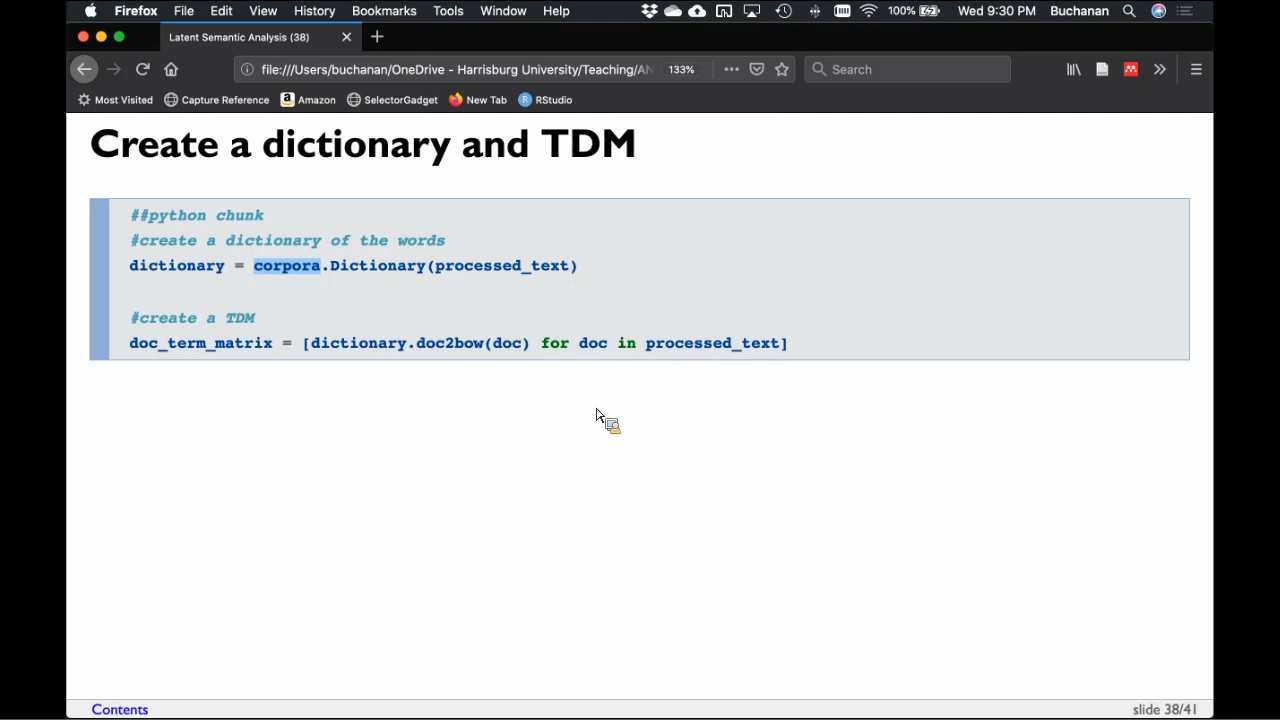 Firefox File Edit View History Bookmarks Tools Window Help 100% Wed 9:30 PM Buchanan
Latent Semantic Analysis (38)
file:///Users/buchanan/OneDrive - Harrisburg University/Teaching/AN 133% Search
Most Visited Capture Reference Amazon SelectorGadget New Tab RStudio
Create a dictionary and TDM
##python chunk
#create a dictionary of the words
dictionary = corpora.Dictionary(processed_text)
#create a TDM
doc_term_matrix = [dictionary.doc2bow(doc) for doc in processed_text]
Contents slide 38/41